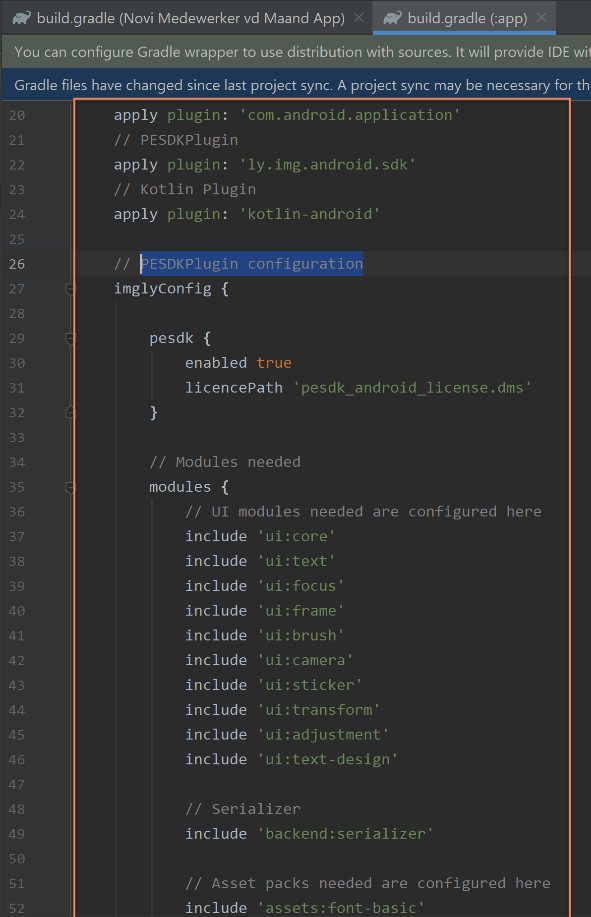 build.gradle (Novi Medewerker vd Maand App) build.gradle (:app)
You can configure Gradle wrapper to use distribution with sources. It will provide IDE wi
Gradle files have changed since last project sync. A project sync may be necessary for the
20 apply plugin: 'com.android.application'
21 // PESDKPlugin
22 apply plugin: 'ly.img.android.sdk'
23 // Kotlin Plugin
24 apply plugin: 'kotlin-android'
25
26 // PESDKPlugin configuration
27 imglyConfig {
28
29 pesdk {
30 enabled true
31 licencePath 'pesdk_android_license.dms'
32 }
33
34 // Modules needed
35 modules {
36 // UI modules needed are configured here
37 include 'ui:core'
38 include 'ui:text'
39 include 'ui:focus'
40 include 'ui:frame'
41 include 'ui:brush'
42 include 'ui:camera'
43 include 'ui:sticker'
44 include 'ui:transform'
45 include 'ui:adjustment'
46 include 'ui:text-design'
47
48 // Serializer
49 include 'backend:serializer'
50
51 // Asset packs needed are configured here
52 include 'assets:font-basic'